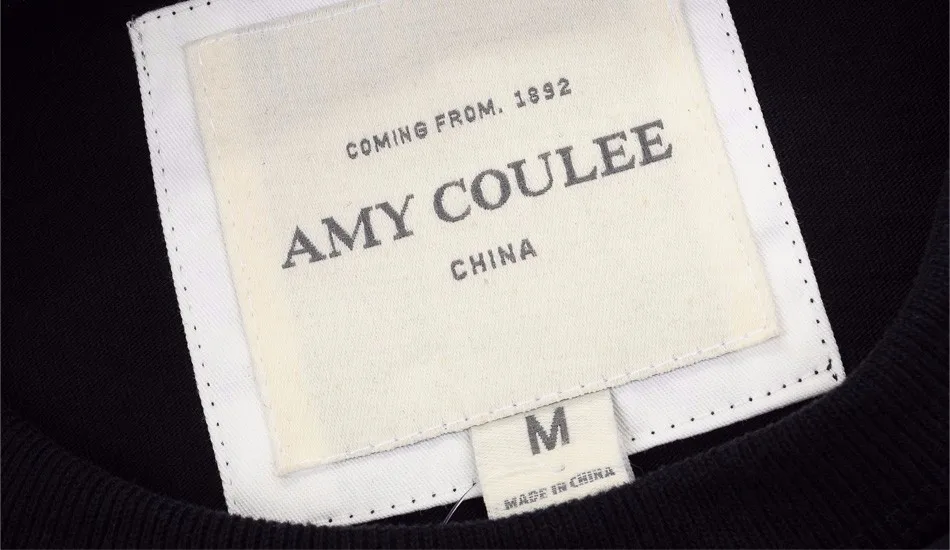 COMING FROM. 1892
AMY COULEE
CHINA
M
MADE IN CHINA